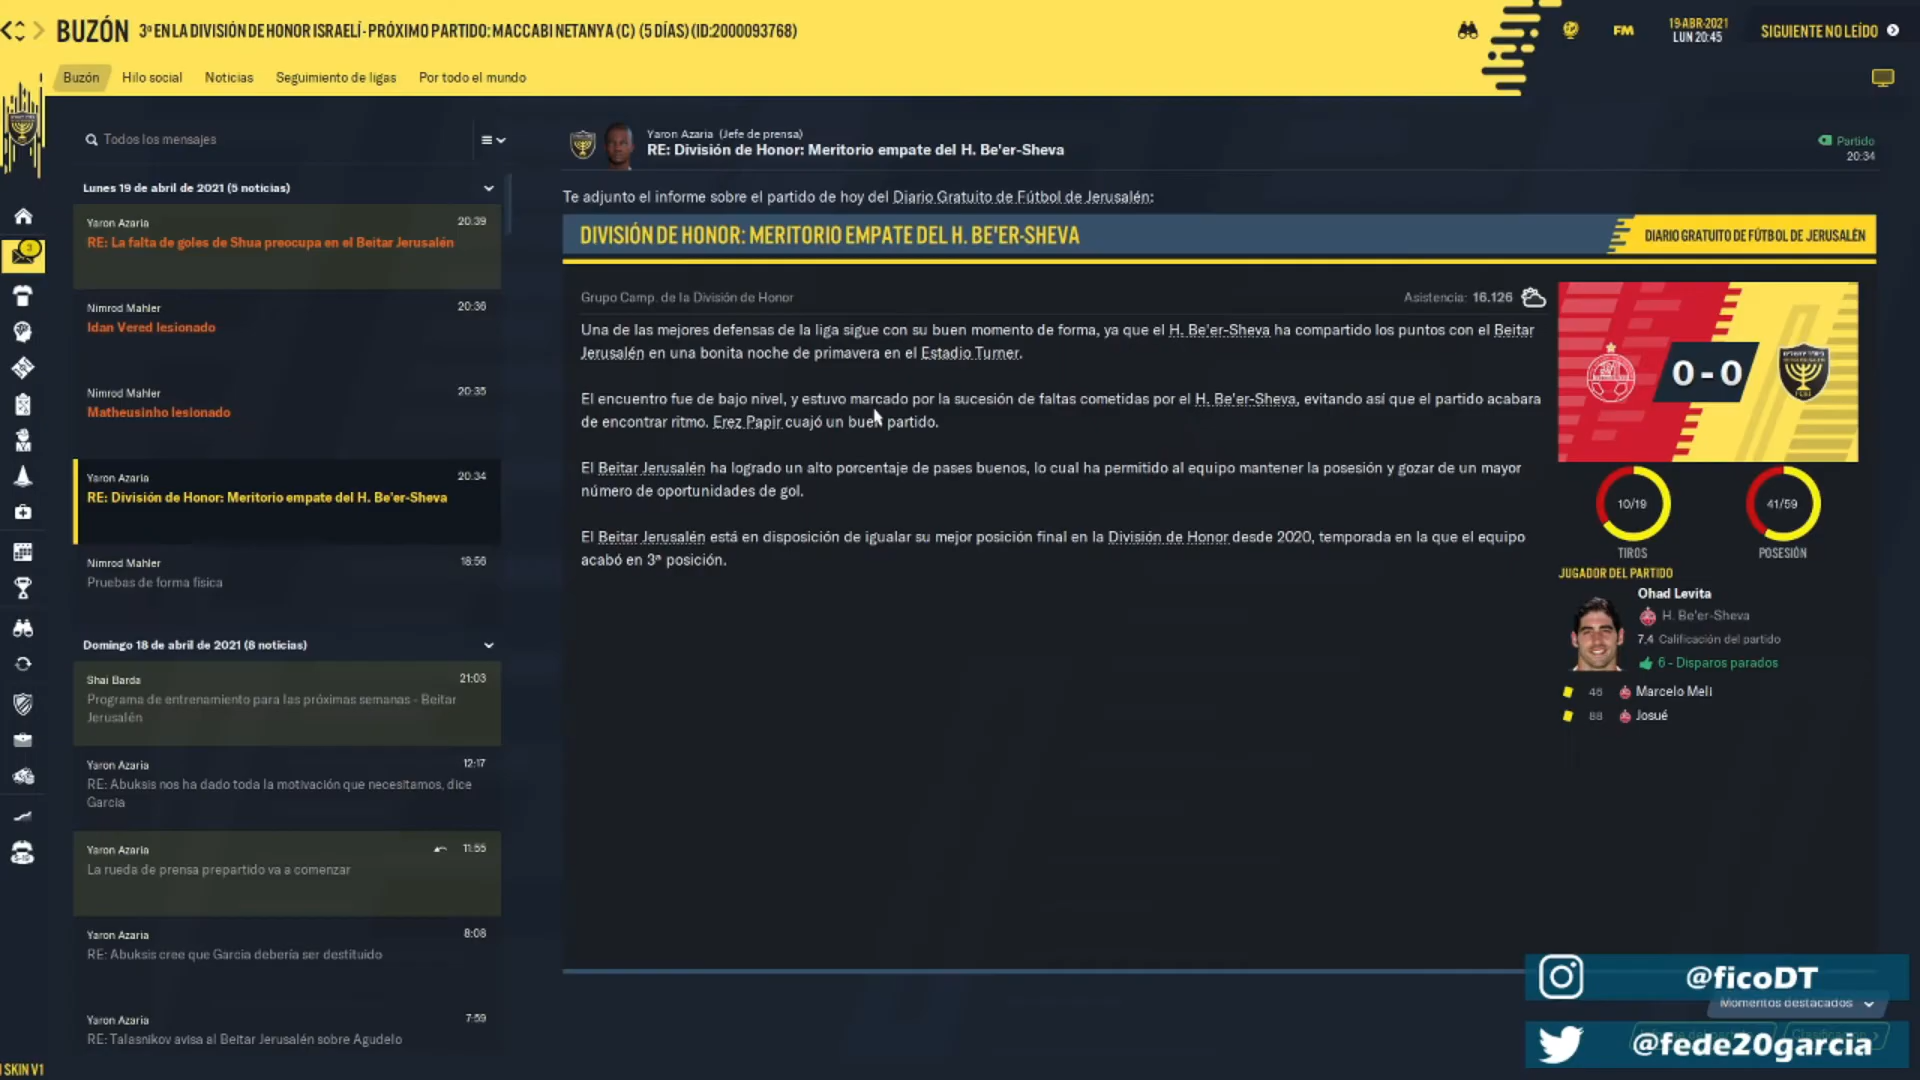 BUZÓN
3ª EN LA DIVISIÓN DE HONOR ISRAELÍ - PRÓXIMO PARTIDO: MACCABI NETANYA (C) (5 DÍAS) (ID:2000093768)
FM
19-ABR-2021
LUN 20:45
SIGUIENTE NO LEÍDO
Buzón
Hilo social
Noticias
Seguimiento de ligas
Por todo el mundo
Todos los mensajes
Lunes 19 de abril de 2021 (5 noticias)
Yaron Azaria 20:39
RE: La falta de goles de Shua preocupa en el Beitar Jerusalén
Nimrod Mahler 20:36
Idan Vered lesionado
Nimrod Mahler 20:35
Matheusinho lesionado
Yaron Azaria 20:34
RE: División de Honor: Meritorio empate del H. Be'er-Sheva
Nimrod Mahler 18:56
Pruebas de forma física
Domingo 18 de abril de 2021 (8 noticias)
Shai Barda 21:03
Programa de entrenamiento para las próximas semanas - Beitar
Jerusalén
Yaron Azaria 12:17
RE: Abuksis nos ha dado toda la motivación que necesitamos, dice
Garcia
Yaron Azaria 11:55
La rueda de prensa prepartido va a comenzar
Yaron Azaria 8:08
RE: Abuksis cree que Garcia debería ser destituido
Yaron Azaria 7:59
RE: Talasnikov avisa al Beitar Jerusalén sobre Agudelo
3
SKIN V1
Yaron Azaria (Jefe de prensa)
RE: División de Honor: Meritorio empate del H. Be'er-Sheva
Partido
20:34
Te adjunto el informe sobre el partido de hoy del Diario Gratuito de Fútbol de Jerusalén:
DIVISIÓN DE HONOR: MERITORIO EMPATE DEL H. BE'ER-SHEVA
DIARIO GRATUITO DE FÚTBOL DE JERUSALÉN
Grupo Camp. de la División de Honor
Asistencia: 16.126
Una de las mejores defensas de la liga sigue con su buen momento de forma, ya que el H. Be'er-Sheva ha compartido los puntos con el Beitar
Jerusalén en una bonita noche de primavera en el Estadio Turner.
El encuentro fue de bajo nivel, y estuvo marcado por la sucesión de faltas cometidas por el H. Be'er-Sheva, evitando así que el partido acabara
de encontrar ritmo. Erez Papir cuajó un buen partido.
El Beitar Jerusalén ha logrado un alto porcentaje de pases buenos, lo cual ha permitido al equipo mantener la posesión y gozar de un mayor
número de oportunidades de gol.
El Beitar Jerusalén está en disposición de igualar su mejor posición final en la División de Honor desde 2020, temporada en la que el equipo
acabó en 3ª posición.
0 - 0
10/19
41/59
TIROS
POSESIÓN
JUGADOR DEL PARTIDO
Ohad Levita
H. Be'er-Sheva
7,4 Calificación del partido
6 - Disparos parados
46 Marcelo Meli
88 Josué
@ficoDT
Momentos destacados
@fede20garcia